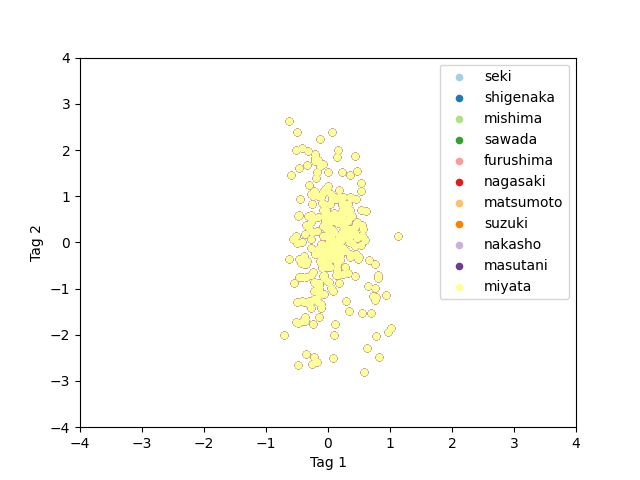 4
3
2
1
0
−1
−2
−3
−4
Tag 2
seki
shigenaka
mishima
sawada
furushima
nagasaki
matsumoto
suzuki
nakasho
masutani
miyata
−4 −3 −2 −1 0 1 2 3 4
Tag 1